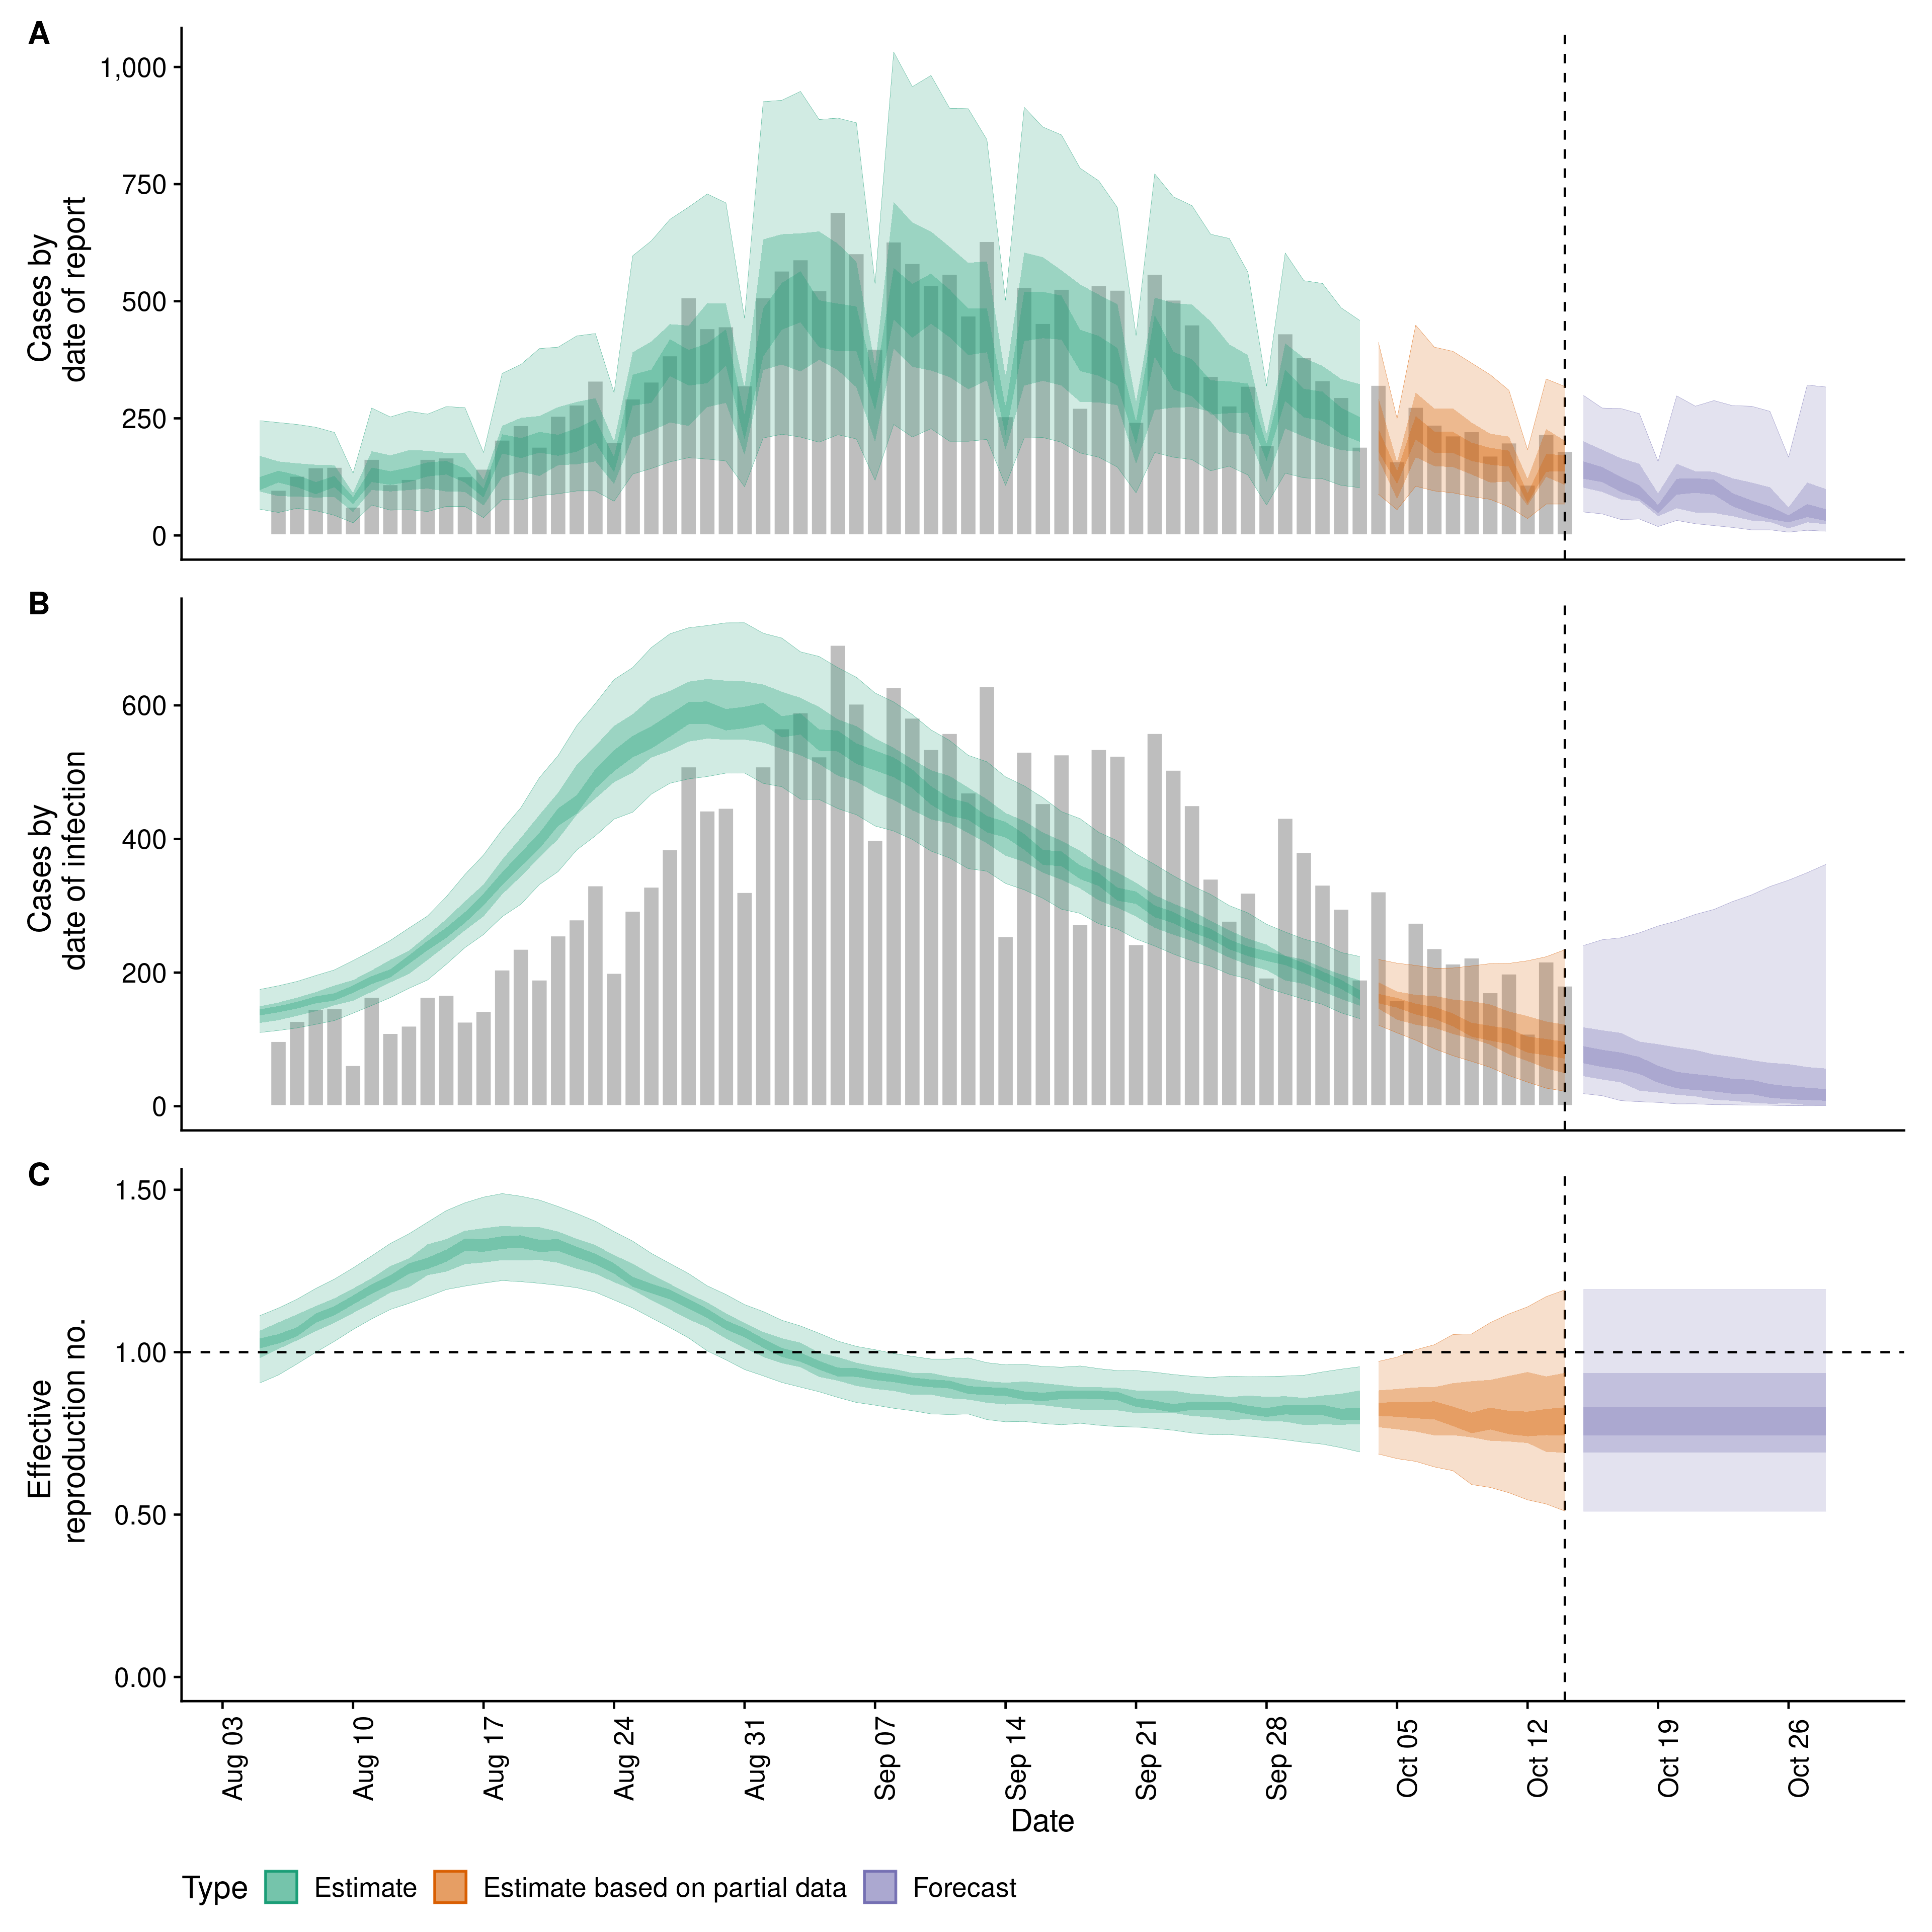 A
1,000
750
500
250
0
Cases by
date of report
B
600
400
200
0
Cases by
date of infection
C
1.50
1.00
0.50
0.00
Effective
reproduction no.
Aug 03
Aug 10
Aug 17
Aug 24
Aug 31
Sep 07
Sep 14
Sep 21
Sep 28
Oct 05
Oct 12
Oct 19
Oct 26
Date
Type Estimate Estimate based on partial data Forecast